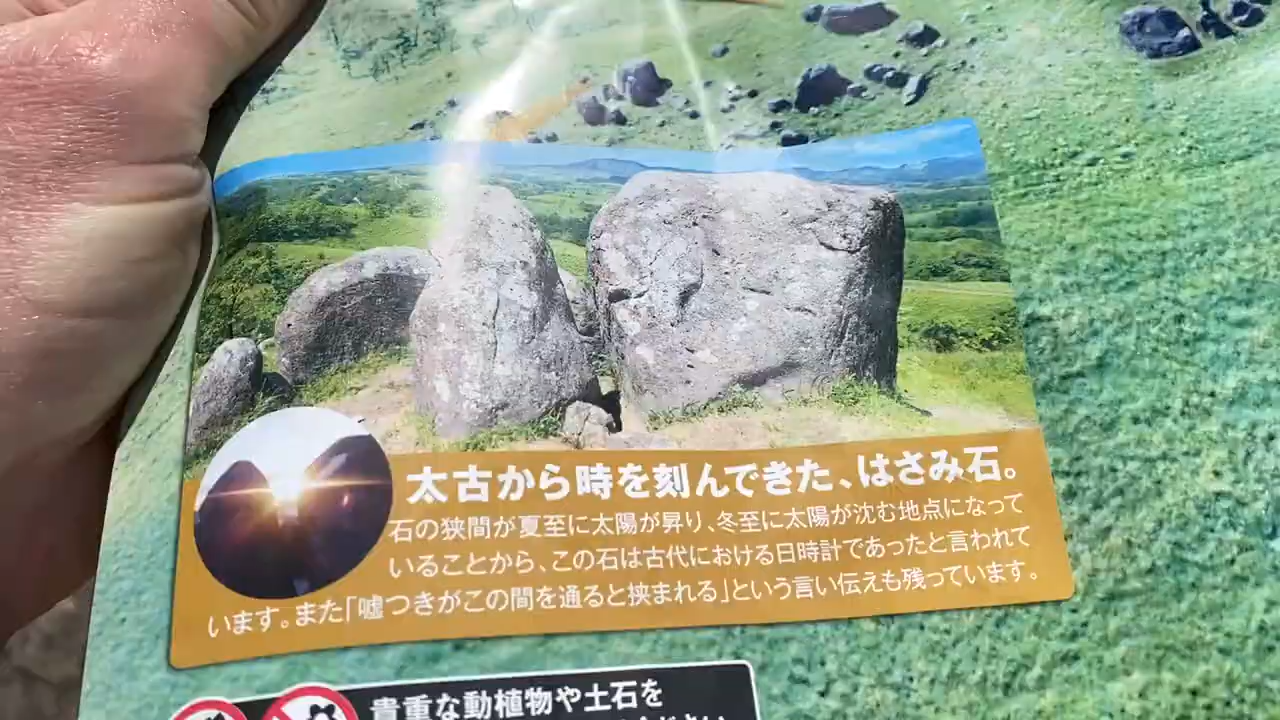 太古から時を刻んできた、はさみ石。
石の狭間が夏至に太陽が昇り、冬至に太陽が沈む地点になって
いることから、この石は古代における日時計であったと言われて
います。また「嘘つきがこの間を通ると挟まれる」という言い伝えも残っています。
貴重な動植物や土石を